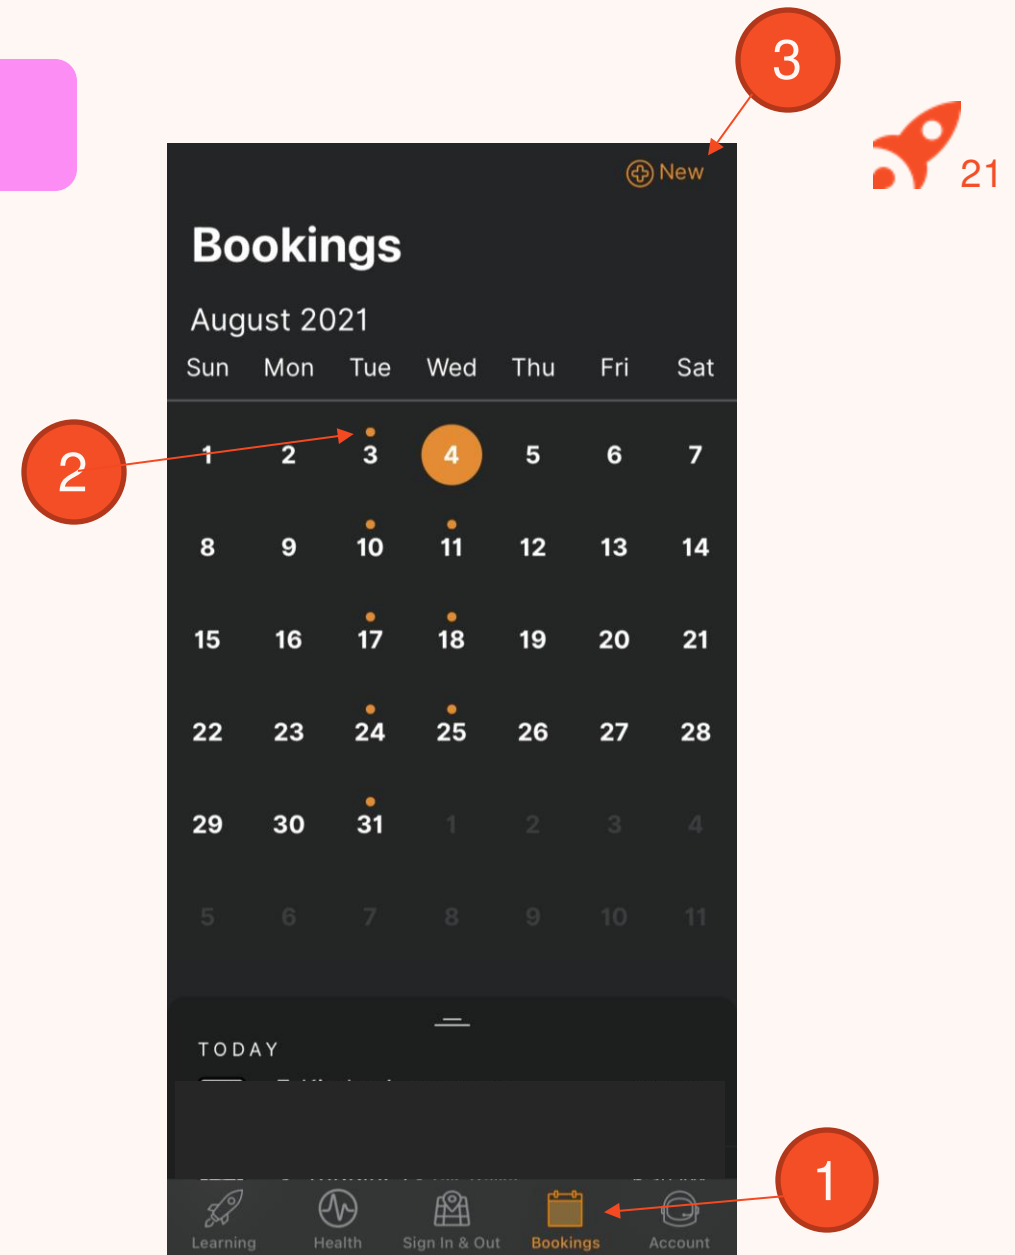 3
21
New
Bookings
August 2021
Sun Mon Tue Wed Thu Fri Sat
2
1 2 3 4 5 6 7
8 9 10 11 12 13 14
15 16 17 18 19 20 21
22 23 24 25 26 27 28
29 30 31 1 2 3 4
5 6 7 8 9 10 11
TODAY
1
Learning Health Sign In & Out Bookings Account